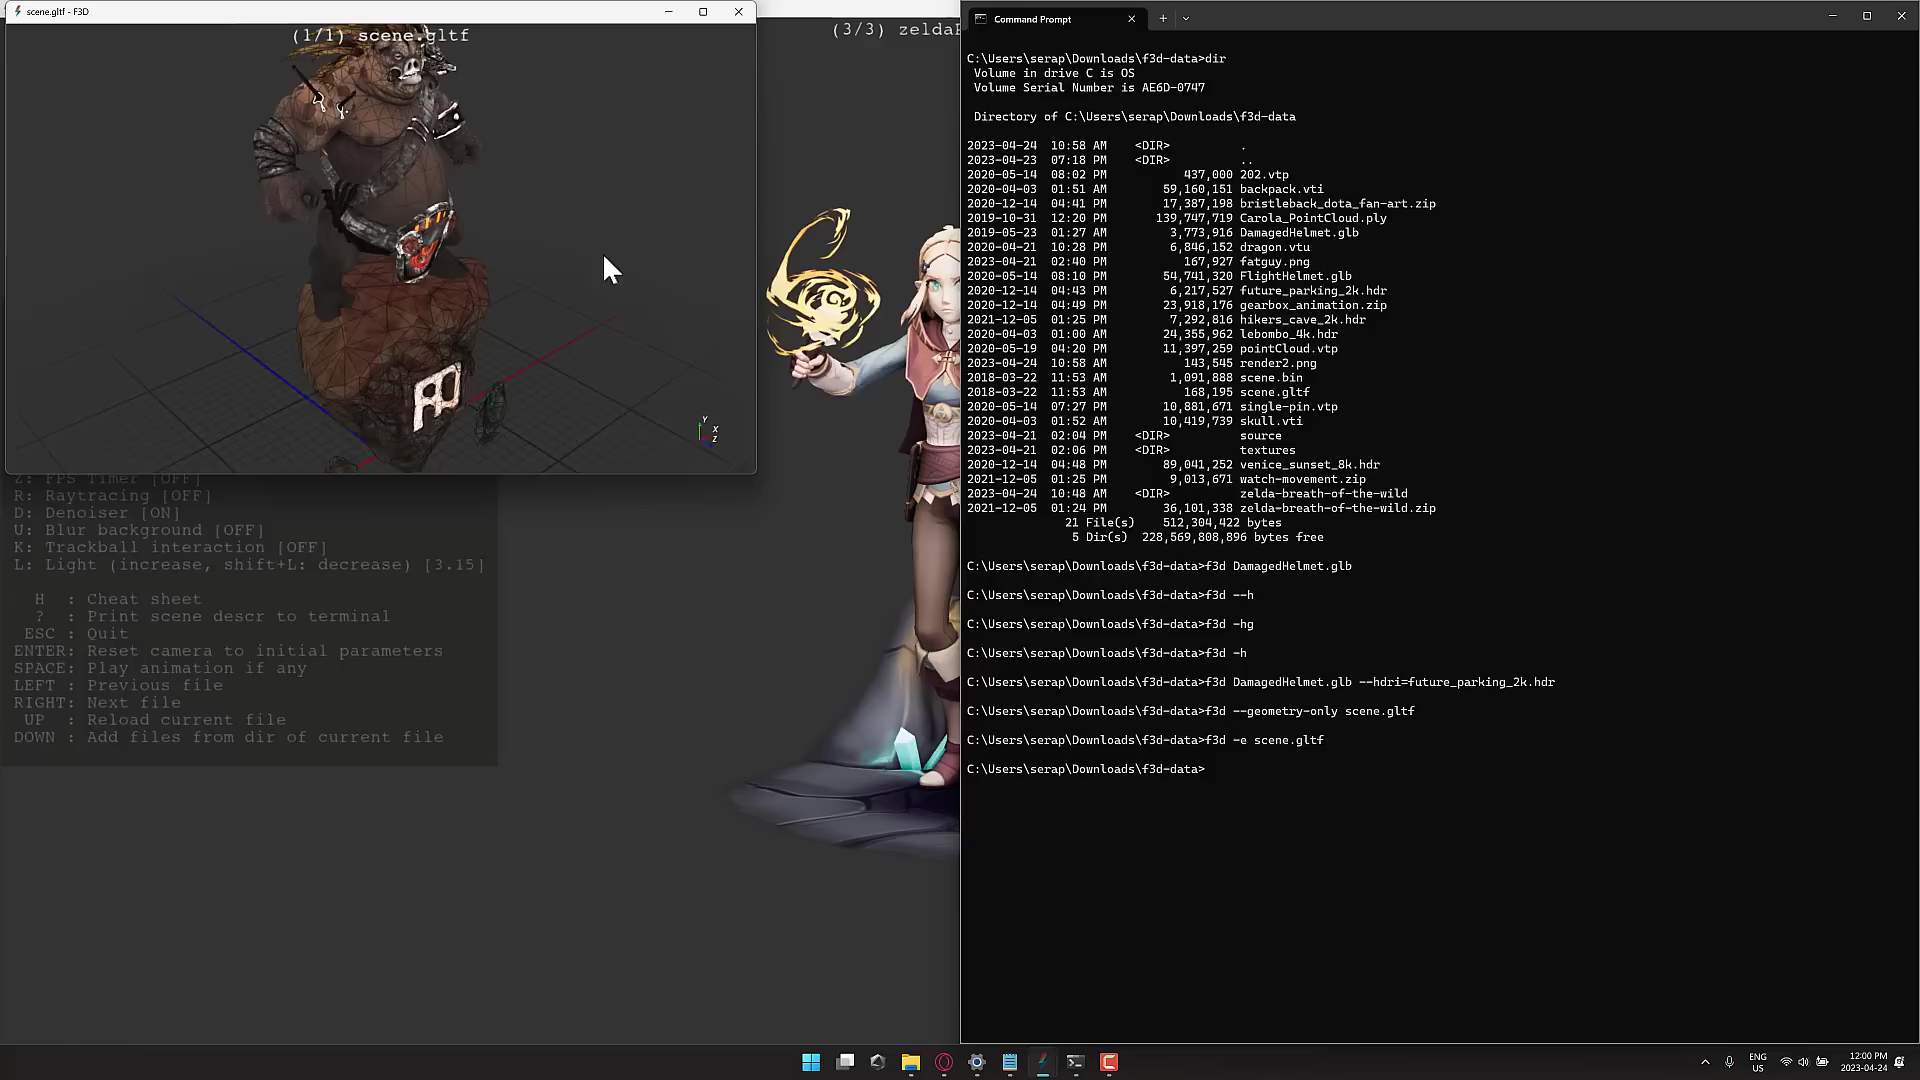 scene.gltf - F3D
(1/1) scene.gltf
Y
X
Z
(3/3) zelda
Z: FPS Timer [OFF]
R: Raytracing [OFF]
D: Denoiser [ON]
U: Blur background [OFF]
K: Trackball interaction [OFF]
L: Light (increase, shift+L: decrease) [3.15]
H : Cheat sheet
? : Print scene descr to terminal
ESC : Quit
ENTER: Reset camera to initial parameters
SPACE: Play animation if any
LEFT : Previous file
RIGHT: Next file
UP : Reload current file
DOWN : Add files from dir of current file
Command Prompt
C:\Users\serap\Downloads\f3d-data>dir
Volume in drive C is OS
Volume Serial Number is AE6D-0747
Directory of C:\Users\serap\Downloads\f3d-data
2023-04-24 10:58 AM <DIR> .
2023-04-23 07:18 PM <DIR> ..
2020-05-14 08:02 PM 437,000 202.vtp
2020-04-03 01:51 AM 59,160,151 backpack.vti
2020-12-14 04:41 PM 17,387,198 bristleback_dota_fan-art.zip
2019-10-31 12:20 PM 139,747,719 Carola_PointCloud.ply
2019-05-23 01:27 AM 3,773,916 DamagedHelmet.glb
2020-04-21 10:28 PM 6,846,152 dragon.vtu
2023-04-21 02:40 PM 167,927 fatguy.png
2020-05-14 08:10 PM 54,741,320 FlightHelmet.glb
2020-12-14 04:43 PM 6,217,527 future_parking_2k.hdr
2020-12-14 04:49 PM 23,918,176 gearbox_animation.zip
2021-12-05 01:25 PM 7,292,816 hikers_cave_2k.hdr
2020-04-03 01:00 AM 24,355,962 lebombo_4k.hdr
2020-05-19 04:20 PM 11,397,259 pointCloud.vtp
2023-04-24 10:58 AM 143,545 render2.png
2018-03-22 11:53 AM 1,091,888 scene.bin
2018-03-22 11:53 AM 168,195 scene.gltf
2020-05-14 07:27 PM 10,881,671 single-pin.vtp
2020-04-03 01:52 AM 10,419,739 skull.vti
2023-04-21 02:04 PM <DIR> source
2023-04-21 02:06 PM <DIR> textures
2020-12-14 04:48 PM 89,041,252 venice_sunset_8k.hdr
2021-12-05 01:25 PM 9,013,671 watch-movement.zip
2023-04-24 10:48 AM <DIR> zelda-breath-of-the-wild
2021-12-05 01:24 PM 36,101,338 zelda-breath-of-the-wild.zip
21 File(s) 512,304,422 bytes
5 Dir(s) 228,569,808,896 bytes free
C:\Users\serap\Downloads\f3d-data>f3d DamagedHelmet.glb
C:\Users\serap\Downloads\f3d-data>f3d --h
C:\Users\serap\Downloads\f3d-data>f3d -hg
C:\Users\serap\Downloads\f3d-data>f3d -h
C:\Users\serap\Downloads\f3d-data>f3d DamagedHelmet.glb --hdri=future_parking_2k.hdr
C:\Users\serap\Downloads\f3d-data>f3d --geometry-only scene.gltf
C:\Users\serap\Downloads\f3d-data>f3d -e scene.gltf
C:\Users\serap\Downloads\f3d-data>
ENG
US
12:00 PM
2023-04-24